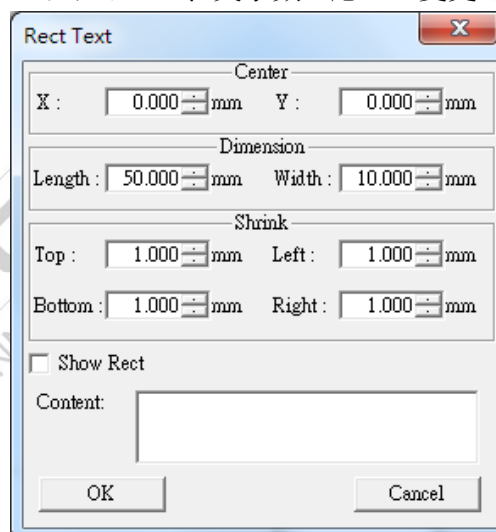 Rect Text
Center
X : 0.000 mm Y : 0.000 mm
Dimension
Length : 50.000 mm Width : 10.000 mm
Shrink
Top : 1.000 mm Left : 1.000 mm
Bottom : 1.000 mm Right : 1.000 mm
Show Rect
Content:
OK Cancel